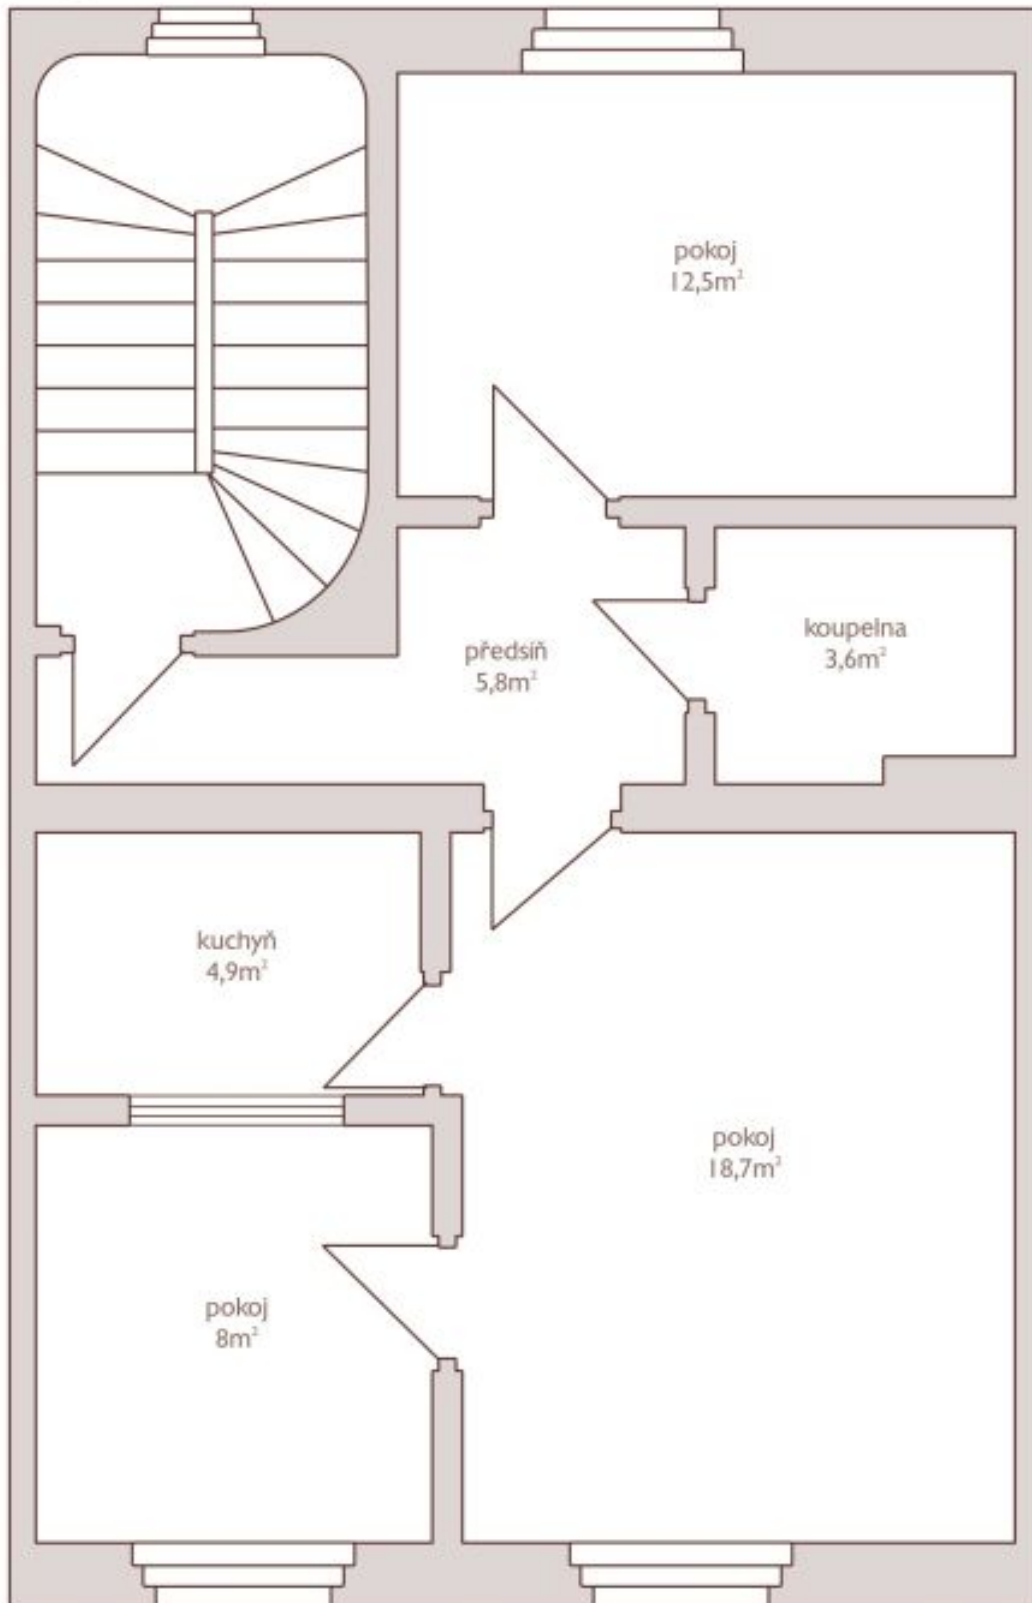 pokoj
12,5m²
koupelna
3,6m²
předsíň
5,8m²
kuchyň
4,9m²
pokoj
18,7m²
pokoj
8m²